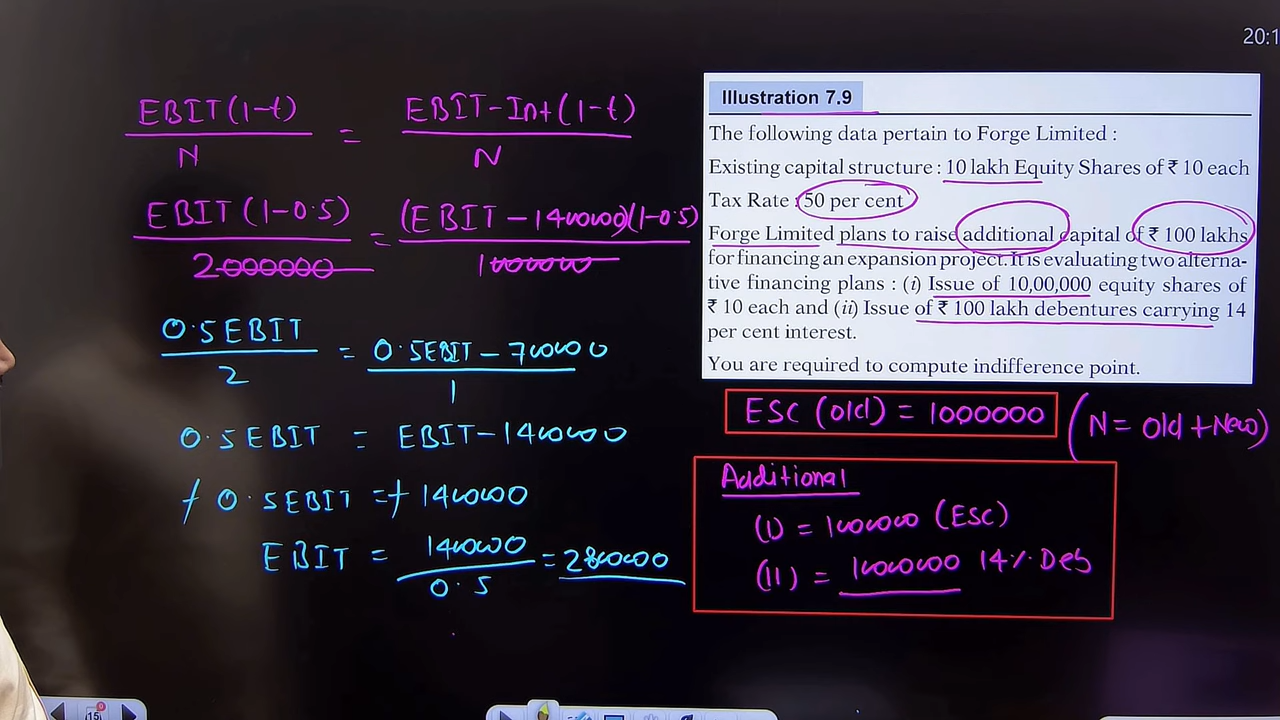 20:1
EBIT(1-t) / N = EBIT-Int(1-t) / N
EBIT(1-0.5) / 2000000 = (EBIT-1400000)(1-0.5) / 1000000
0.5EBIT / 2 = 0.5EBIT-700000 / 1
0.5EBIT = EBIT-1400000
≠0.5EBIT=≠1400000
EBIT = 1400000 / 0.5 = 2800000
Illustration 7.9
The following data pertain to Forge Limited :
Existing capital structure : 10 lakh Equity Shares of ₹ 10 each
Tax Rate : 50 per cent
Forge Limited plans to raise additional capital of ₹ 100 lakhs
for financing an expansion project. It is evaluating two alterna-
tive financing plans : (i) Issue of 10,00,000 equity shares of
₹ 10 each and (ii) Issue of ₹ 100 lakh debentures carrying 14
per cent interest.
You are required to compute indifference point.
ESC (old) = 1000000 (N = old + New)
Additional
(I) = 1000000 (ESC)
(II) = 10000000 14% Deb
15